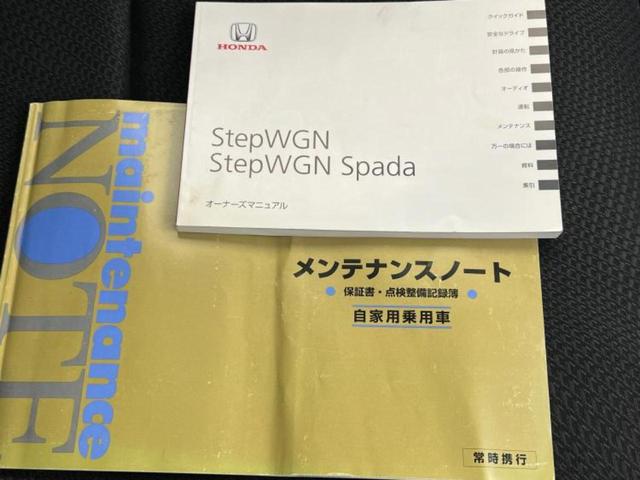 HONDA
クイックガイド
安全なドライブ
計器の見かた
各部の操作
オーディオ
運転
メンテナンス
万一の場合には
資料
索引
StepWGN
StepWGN Spada
オーナーズマニュアル
maintenance
NOTE
メンテナンスノート
保証書・点検整備記録簿
自家用乗用車
常時携行